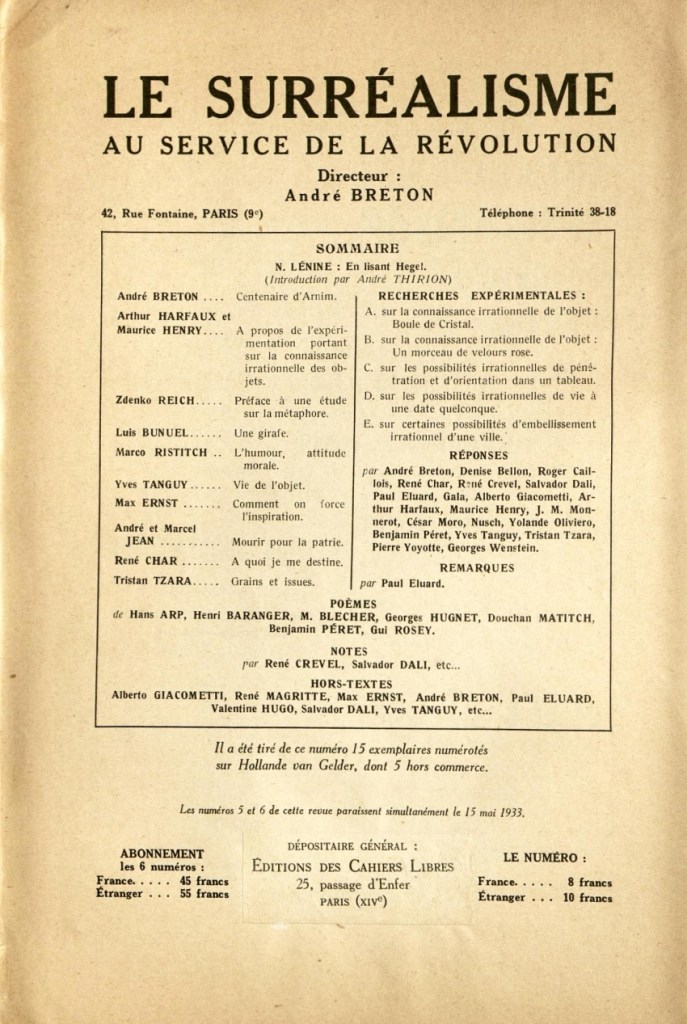 LE SURRÉALISME
AU SERVICE DE LA RÉVOLUTION
Directeur :
André BRETON
42, Rue Fontaine, PARIS (9e)
Téléphone : Trinité 38-18
SOMMAIRE
N. LÉNINE : En lisant Hegel.
(Introduction par André THIRION)
André BRETON .... Centenaire d'Arnim.
Arthur HARFAUX et
Maurice HENRY.... A propos de l'expéri-
mentation portant
sur la connaissance
irrationnelle des ob-
jets.
Zdenko REICH..... Préface à une étude
sur la métaphore.
Luis BUNUEL...... Une girafe.
Marco RISTITCH .. L'humour, attitude
morale.
Yves TANGUY ...... Vie de l'objet.
Max ERNST ....... Comment on force
l'inspiration.
André et Marcel
JEAN ........... Mourir pour la patrie.
René CHAR ....... A quoi je me destine.
Tristan TZARA..... Grains et issues.
RECHERCHES EXPÉRIMENTALES :
A. sur la connaissance irrationnelle de l'objet :
Boule de Cristal.
B. sur la connaissance irrationnelle de l'objet :
Un morceau de velours rose.
C. sur les possibilités irrationnelles de péné-
tration et d'orientation dans un tableau.
D. sur les possibilités irrationnelles de vie à
une date quelconque.
E. sur certaines possibilités d'embellissement
irrationnel d'une ville.
RÉPONSES
par André Breton, Denise Bellon, Roger Cail-
lois, René Char, René Crevel, Salvador Dali,
Paul Eluard, Gala, Alberto Giacometti, Ar-
thur Harfaux, Maurice Henry, J. M. Mon-
nerot, César Moro, Nusch, Yolande Oliviero,
Benjamin Péret, Yves Tanguy, Tristan Tzara,
Pierre Yoyotte, Georges Wenstein.
REMARQUES
par Paul Eluard.
POÈMES
de Hans ARP, Henri BARANGER, M. BLECHER, Georges HUGNET, Douchan MATITCH,
Benjamin PÉRET, Gui ROSEY.
NOTES
par René CREVEL, Salvador DALI, etc...
HORS-TEXTES
Alberto GIACOMETTI, René MAGRITTE, Max ERNST, André BRETON, Paul ELUARD,
Valentine HUGO, Salvador DALI, Yves TANGUY, etc...
Il a été tiré de ce numéro 15 exemplaires numérotés
sur Hollande van Gelder, dont 5 hors commerce.
Les numéros 5 et 6 de cette revue paraissent simultanément le 15 mai 1933.
ABONNEMENT
les 6 numéros :
France..... 45 francs
Étranger ... 55 francs
DÉPOSITAIRE GÉNÉRAL :
ÉDITIONS DES CAHIERS LIBRES
25, passage d'Enfer
PARIS (XIVe)
LE NUMÉRO :
France..... 8 francs
Étranger ... 10 francs